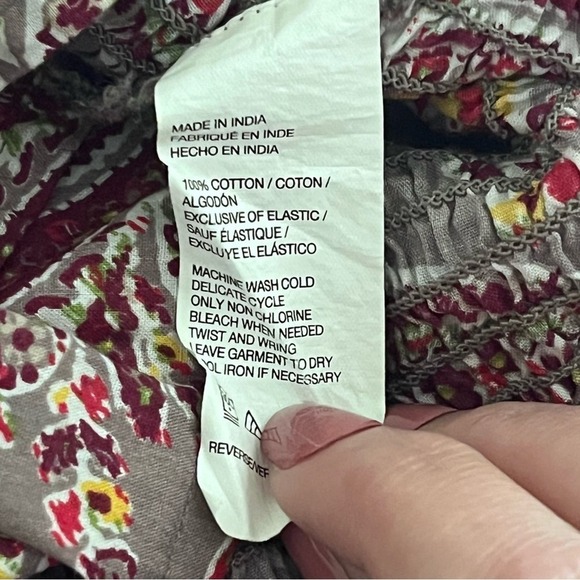 MADE IN INDIA
FABRIQUÉ EN INDE
HECHO EN INDIA
100% COTTON / COTON /
ALGODÓN
EXCLUSIVE OF ELASTIC /
SAUF ÉLASTIQUE /
EXCLUYE EL ELÁSTICO
MACHINE WASH COLD
DELICATE CYCLE
ONLY NON CHLORINE
BLEACH WHEN NEEDED
TWIST AND WRING
LEAVE GARMENT TO DRY
COOL IRON IF NECESSARY